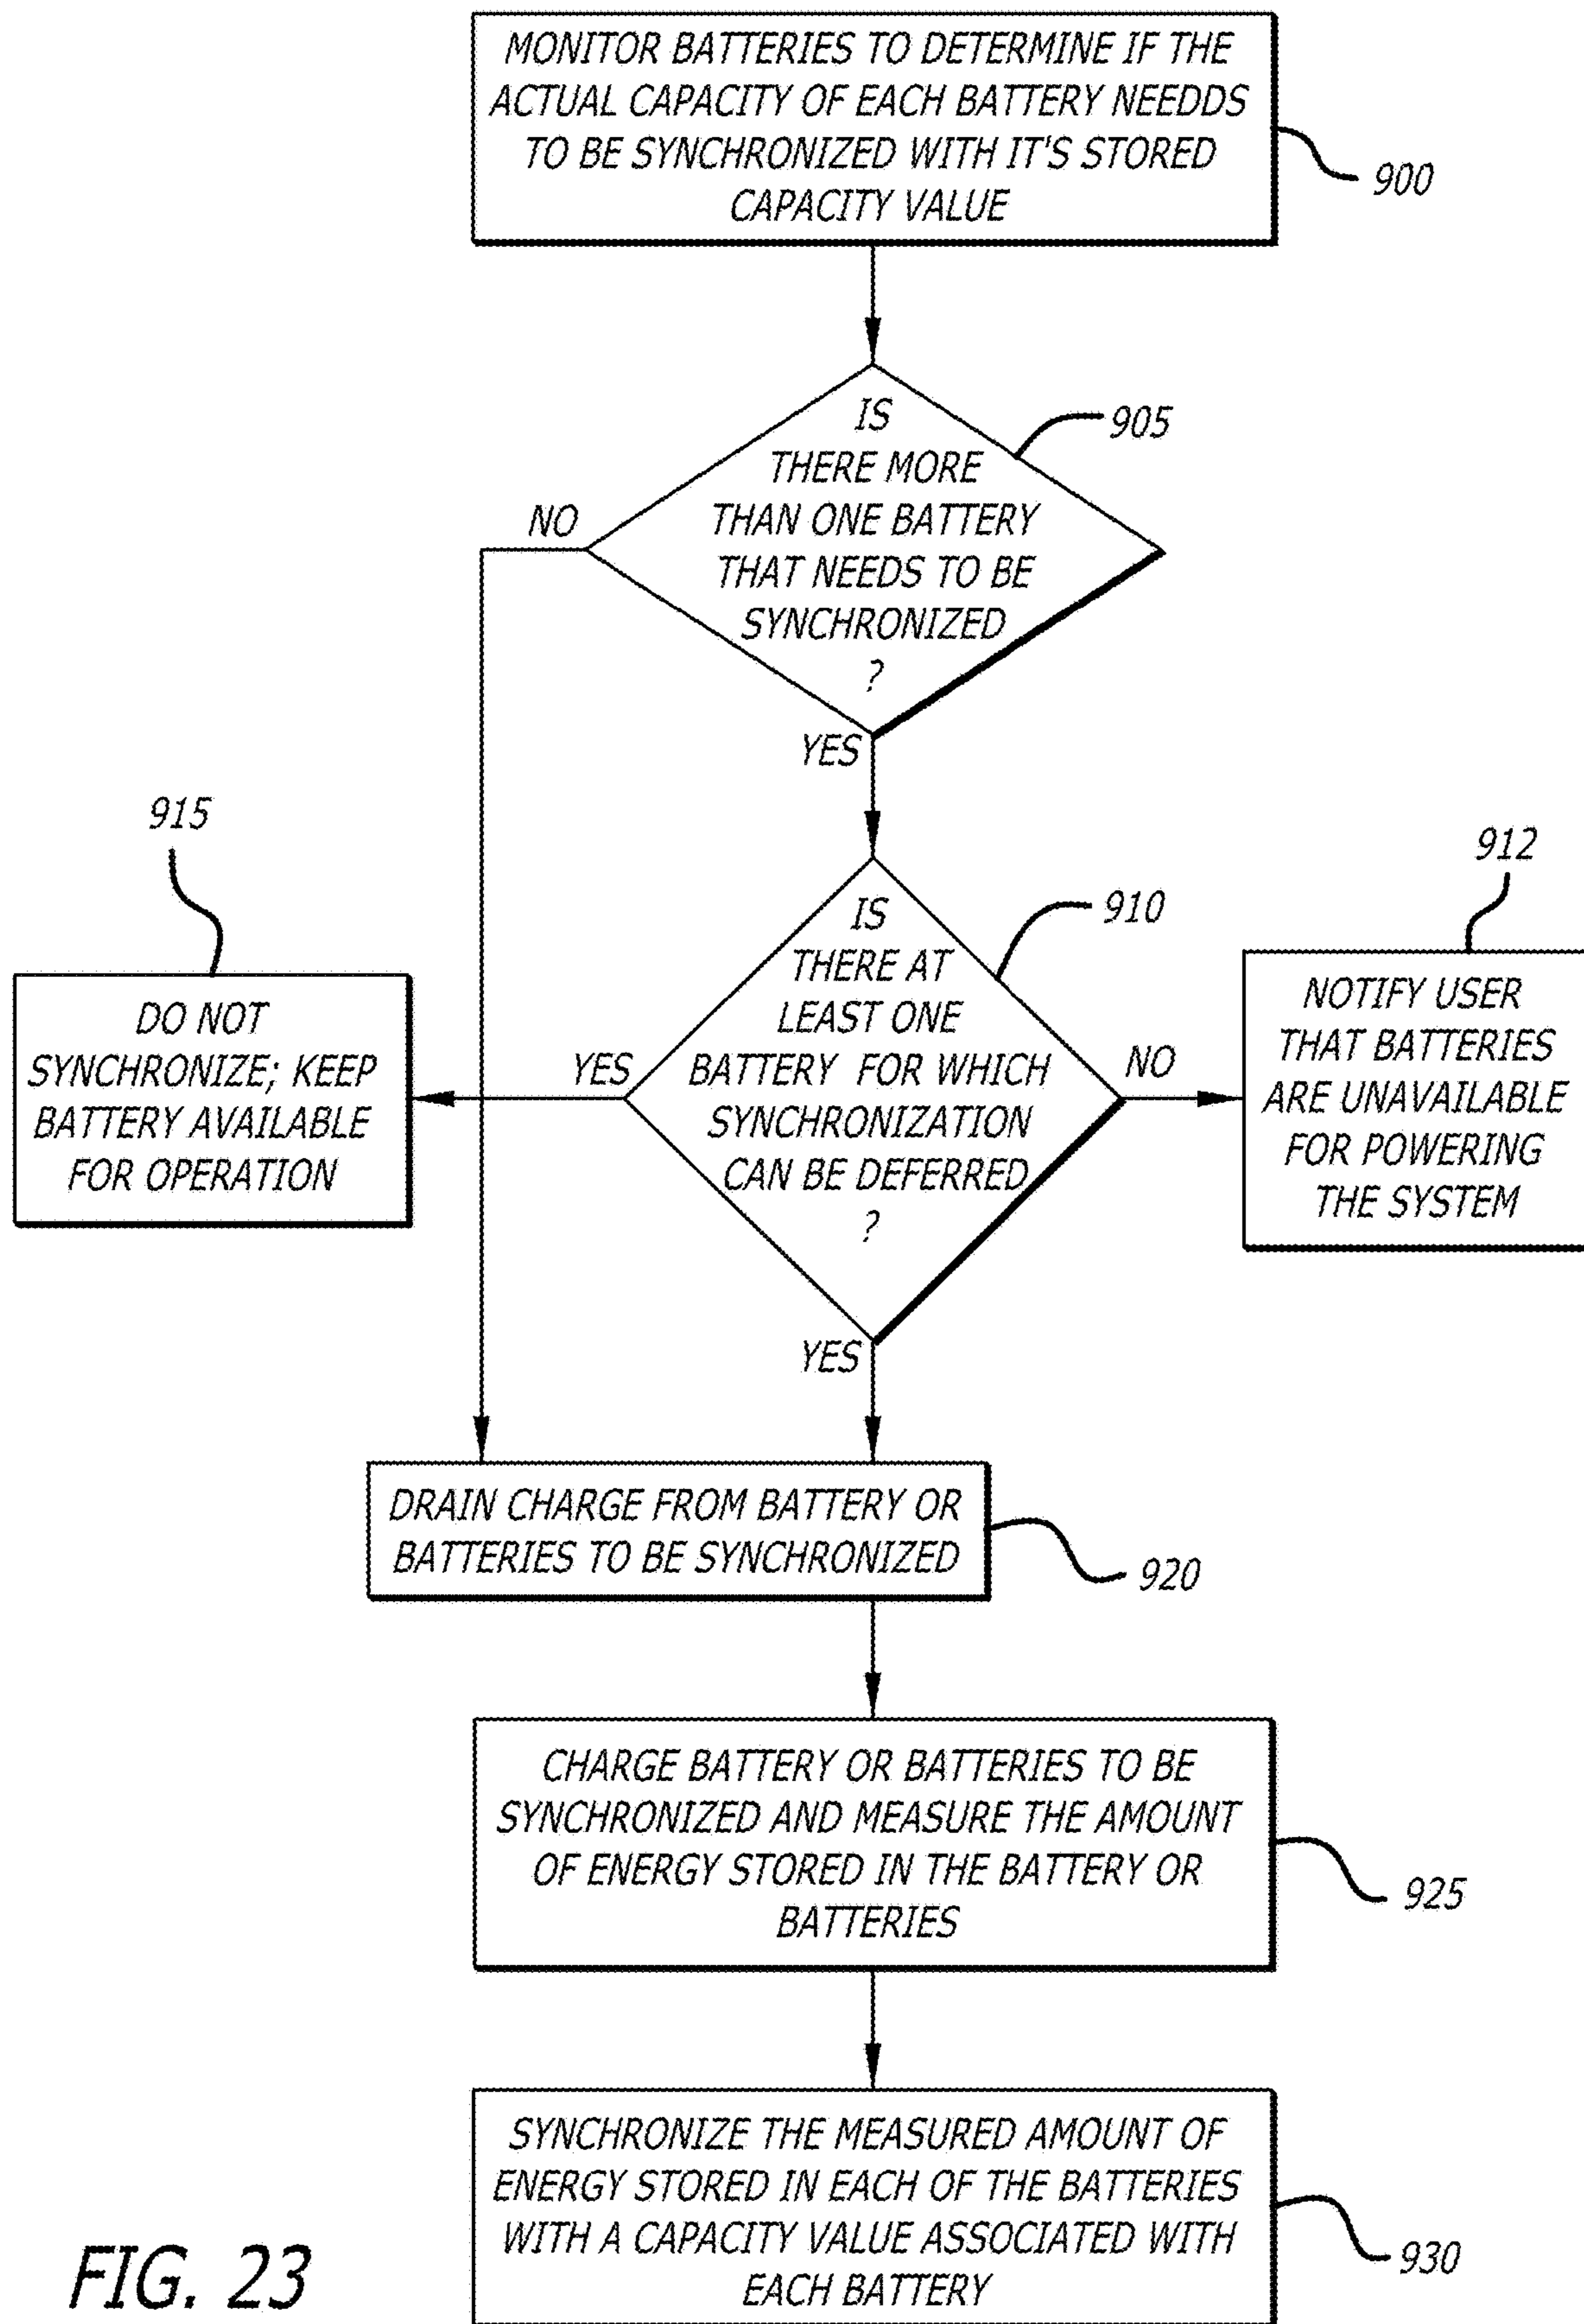 MONITOR BATTERIES TO DETERMINE IF THE
ACTUAL CAPACITY OF EACH BATTERY NEEDDS
TO BE SYNCHRONIZED WITH IT'S STORED
CAPACITY VALUE
900
IS
THERE MORE
THAN ONE BATTERY
THAT NEEDS TO BE
SYNCHRONIZED
?
905
NO
YES
915
912
IS
THERE AT
LEAST ONE
BATTERY FOR WHICH
SYNCHRONIZATION
CAN BE DEFERRED
?
910
DO NOT
SYNCHRONIZE; KEEP
BATTERY AVAILABLE
FOR OPERATION
YES
NO
NOTIFY USER
THAT BATTERIES
ARE UNAVAILABLE
FOR POWERING
THE SYSTEM
YES
DRAIN CHARGE FROM BATTERY OR
BATTERIES TO BE SYNCHRONIZED
920
CHARGE BATTERY OR BATTERIES TO BE
SYNCHRONIZED AND MEASURE THE AMOUNT
OF ENERGY STORED IN THE BATTERY OR
BATTERIES
925
SYNCHRONIZE THE MEASURED AMOUNT OF
ENERGY STORED IN EACH OF THE BATTERIES
WITH A CAPACITY VALUE ASSOCIATED WITH
EACH BATTERY
930
FIG. 23